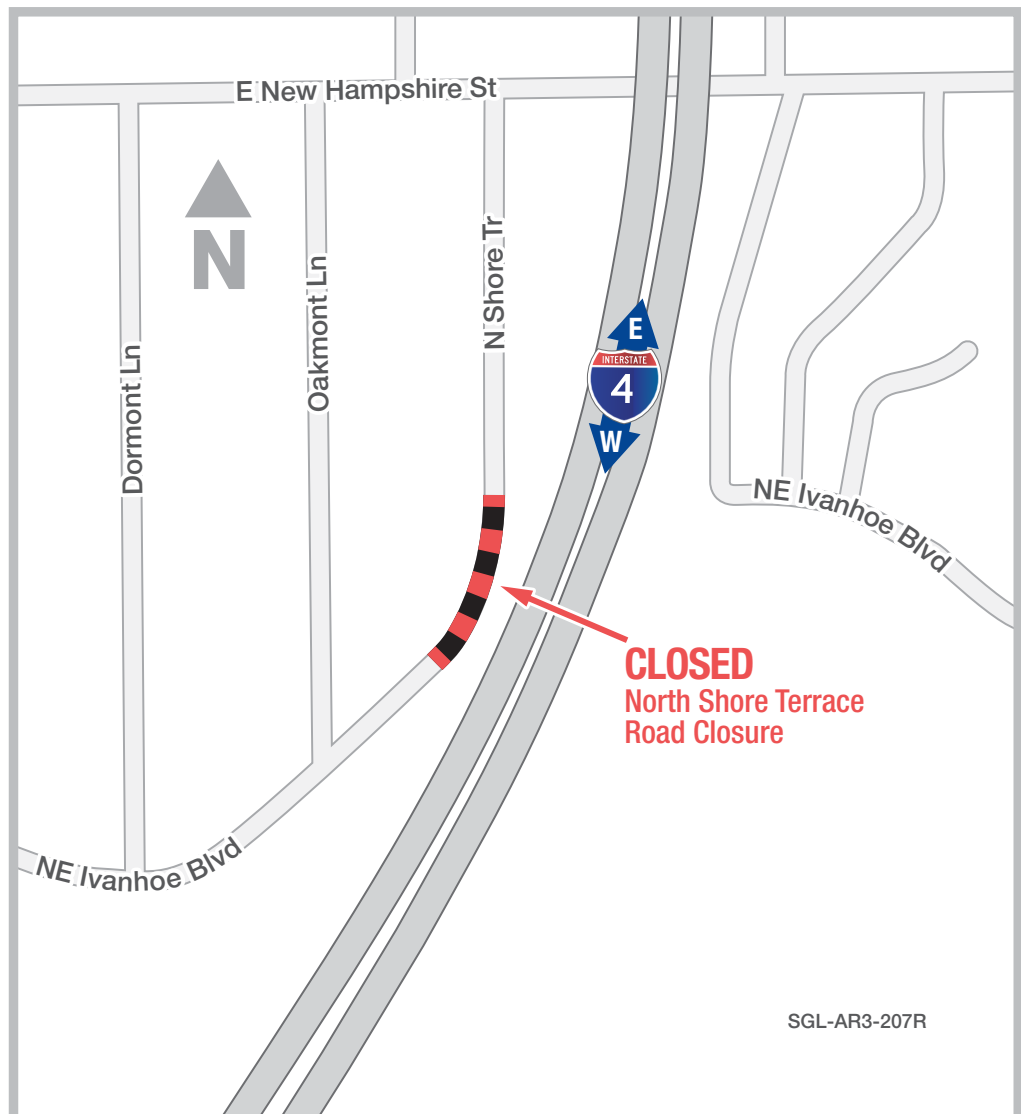 E New Hampshire St
N
Dormont Ln
Oakmont Ln
N Shore Tr
E
INTERSTATE
4
W
NE Ivanhoe Blvd
CLOSED
North Shore Terrace
Road Closure
NE Ivanhoe Blvd
SGL-AR3-207R